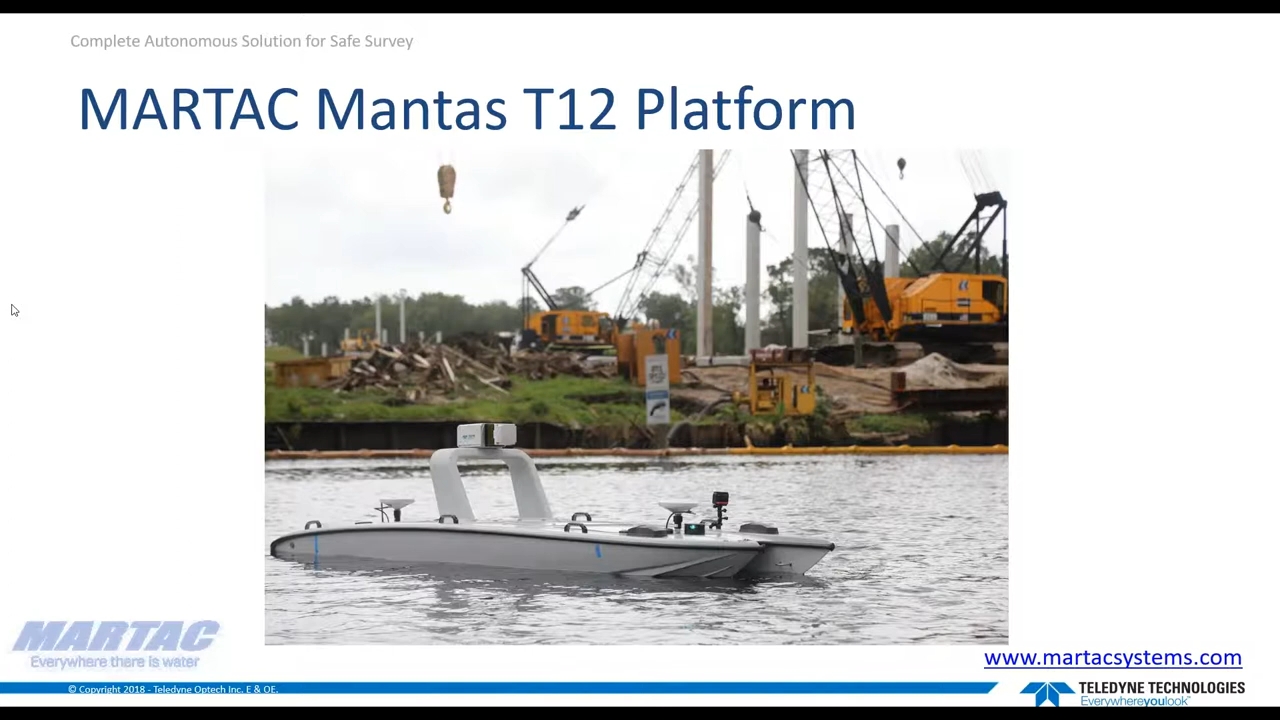 Complete Autonomous Solution for Safe Survey
MARTAC Mantas T12 Platform
MARTAC
Everywhere there is water
www.martacsystems.com
© Copyright 2018 - Teledyne Optech Inc. E & OE.
TELEDYNE TECHNOLOGIES
Everywhereyoulook™